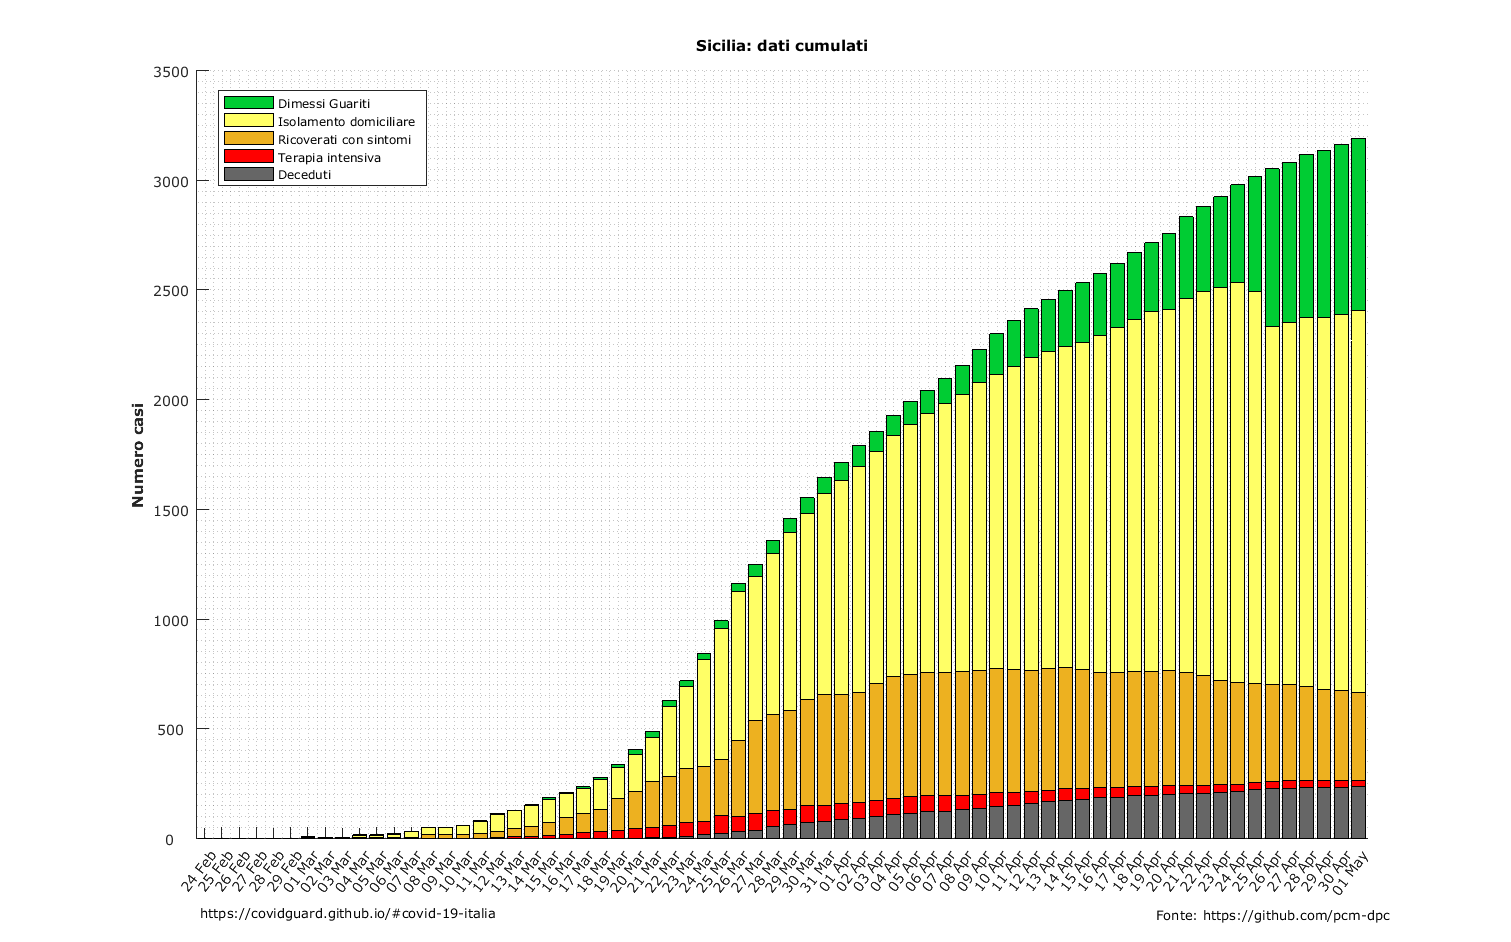 Sicilia: dati cumulati
Numero casi
3500
3000
2500
2000
1500
1000
500
0
Dimessi Guariti
Isolamento domiciliare
Ricoverati con sintomi
Terapia intensiva
Deceduti
24 Feb
25 Feb
26 Feb
27 Feb
28 Feb
29 Feb
01 Mar
02 Mar
03 Mar
04 Mar
05 Mar
06 Mar
07 Mar
08 Mar
09 Mar
10 Mar
11 Mar
12 Mar
13 Mar
14 Mar
15 Mar
16 Mar
17 Mar
18 Mar
19 Mar
20 Mar
21 Mar
22 Mar
23 Mar
24 Mar
25 Mar
26 Mar
27 Mar
28 Mar
29 Mar
30 Mar
31 Mar
01 Apr
02 Apr
03 Apr
04 Apr
05 Apr
06 Apr
07 Apr
08 Apr
09 Apr
10 Apr
11 Apr
12 Apr
13 Apr
14 Apr
15 Apr
16 Apr
17 Apr
18 Apr
19 Apr
20 Apr
21 Apr
22 Apr
23 Apr
24 Apr
25 Apr
26 Apr
27 Apr
28 Apr
29 Apr
30 Apr
01 May
https://covidguard.github.io/#covid-19-italia
Fonte: https://github.com/pcm-dpc